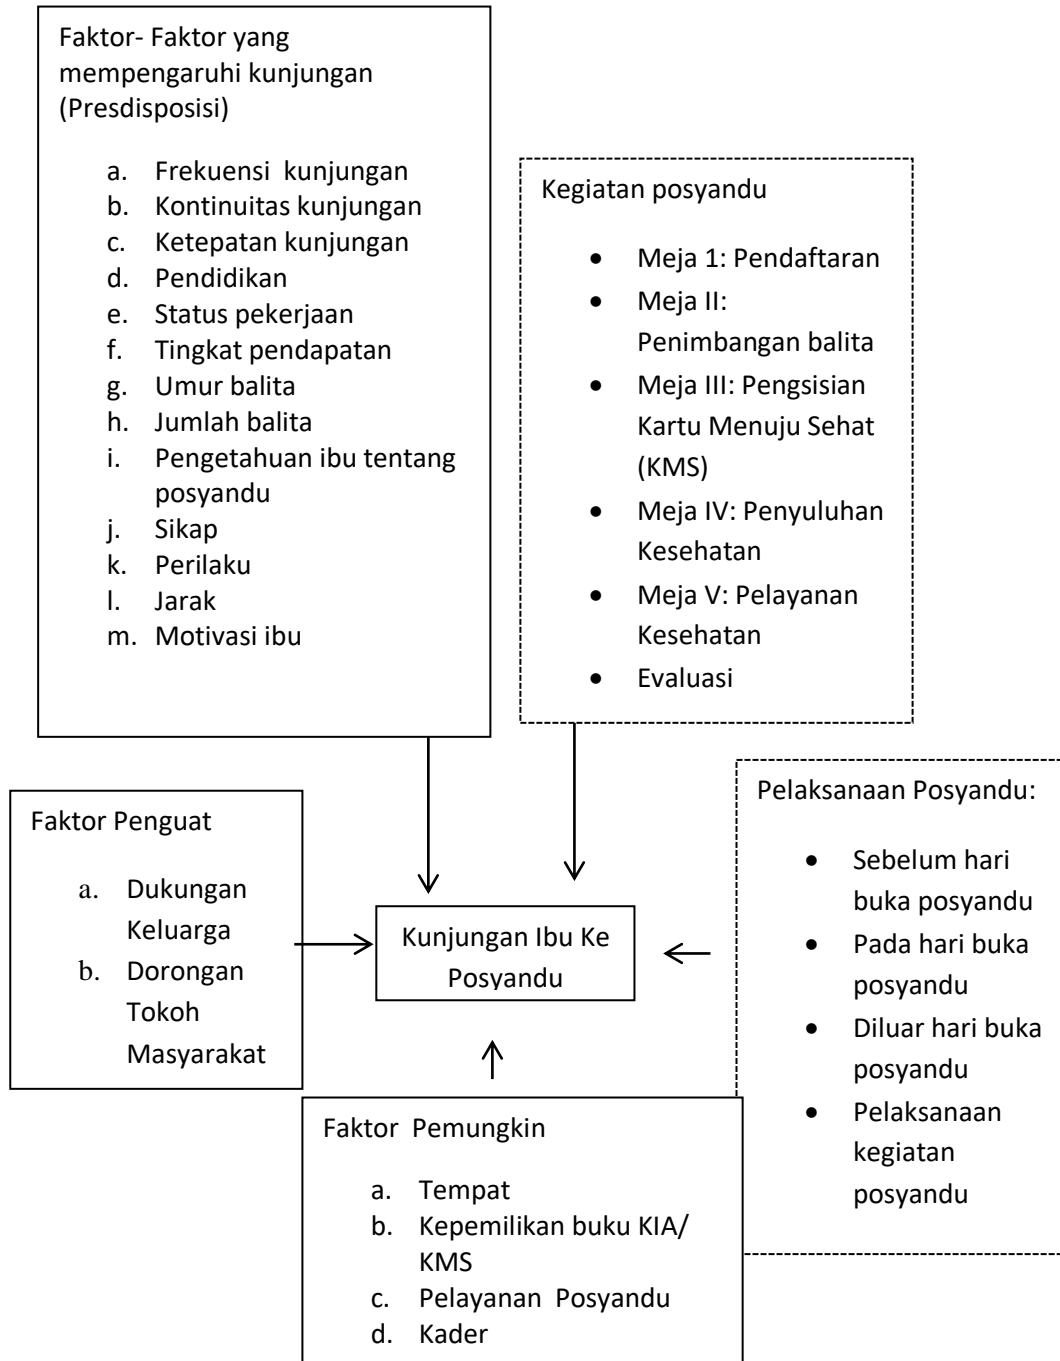 Faktor- Faktor yang
mempengaruhi kunjungan
(Presdisposisi)
a. Frekuensi kunjungan
b. Kontinuitas kunjungan
c. Ketepatan kunjungan
d. Pendidikan
e. Status pekerjaan
f. Tingkat pendapatan
g. Umur balita
h. Jumlah balita
i. Pengetahuan ibu tentang
posyandu
j. Sikap
k. Perilaku
l. Jarak
m. Motivasi ibu
Kegiatan posyandu
• Meja 1: Pendaftaran
• Meja II:
Penimbangan balita
• Meja III: Pengsisian
Kartu Menuju Sehat
(KMS)
• Meja IV: Penyuluhan
Kesehatan
• Meja V: Pelayanan
Kesehatan
• Evaluasi
Faktor Penguat
a. Dukungan
Keluarga
b. Dorongan
Tokoh
Masyarakat
Kunjungan Ibu Ke
Posyandu
Pelaksanaan Posyandu:
• Sebelum hari
buka posyandu
• Pada hari buka
posyandu
• Diluar hari buka
posyandu
• Pelaksanaan
kegiatan
posyandu
Faktor Pemungkin
a. Tempat
b. Kepemilikan buku KIA/
KMS
c. Pelayanan Posyandu
d. Kader